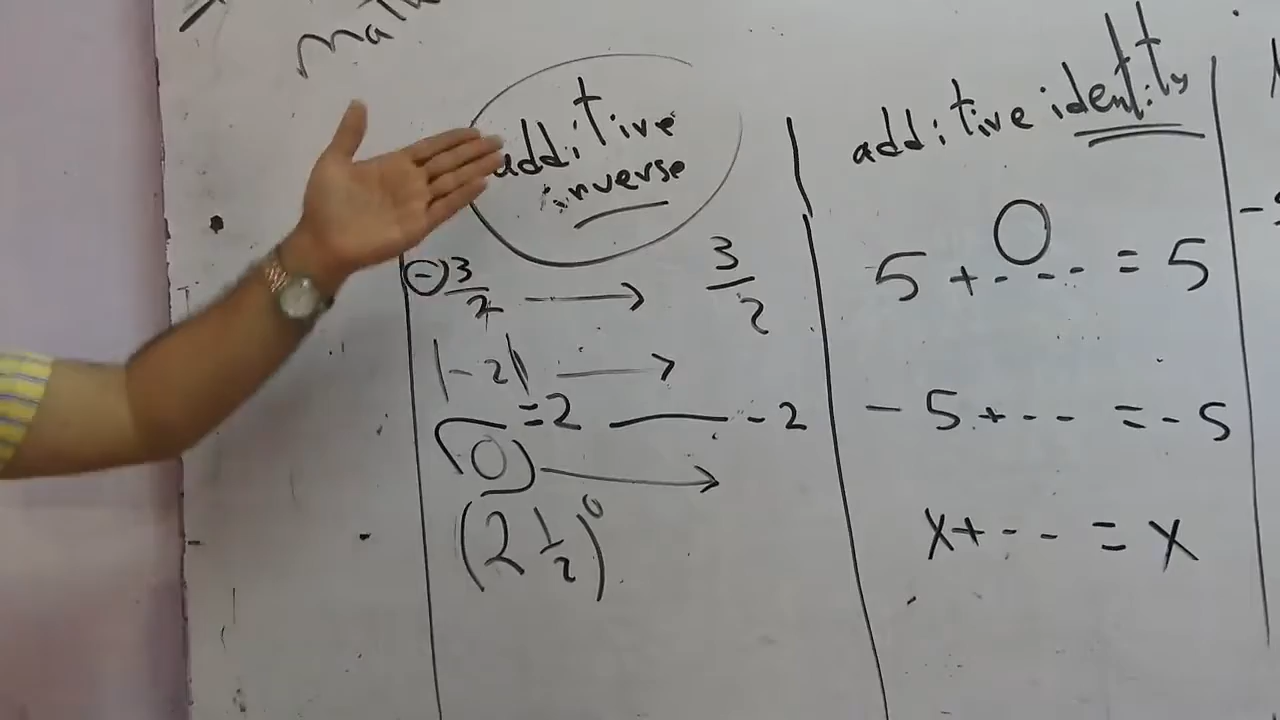 additive
inverse
-3/2 → 3/2
|-2| →
=2 — -2
(0) →
(2 1/2)^0
additive identity
5 + 0 = 5
- 5 + --- = - 5
x + --- = x